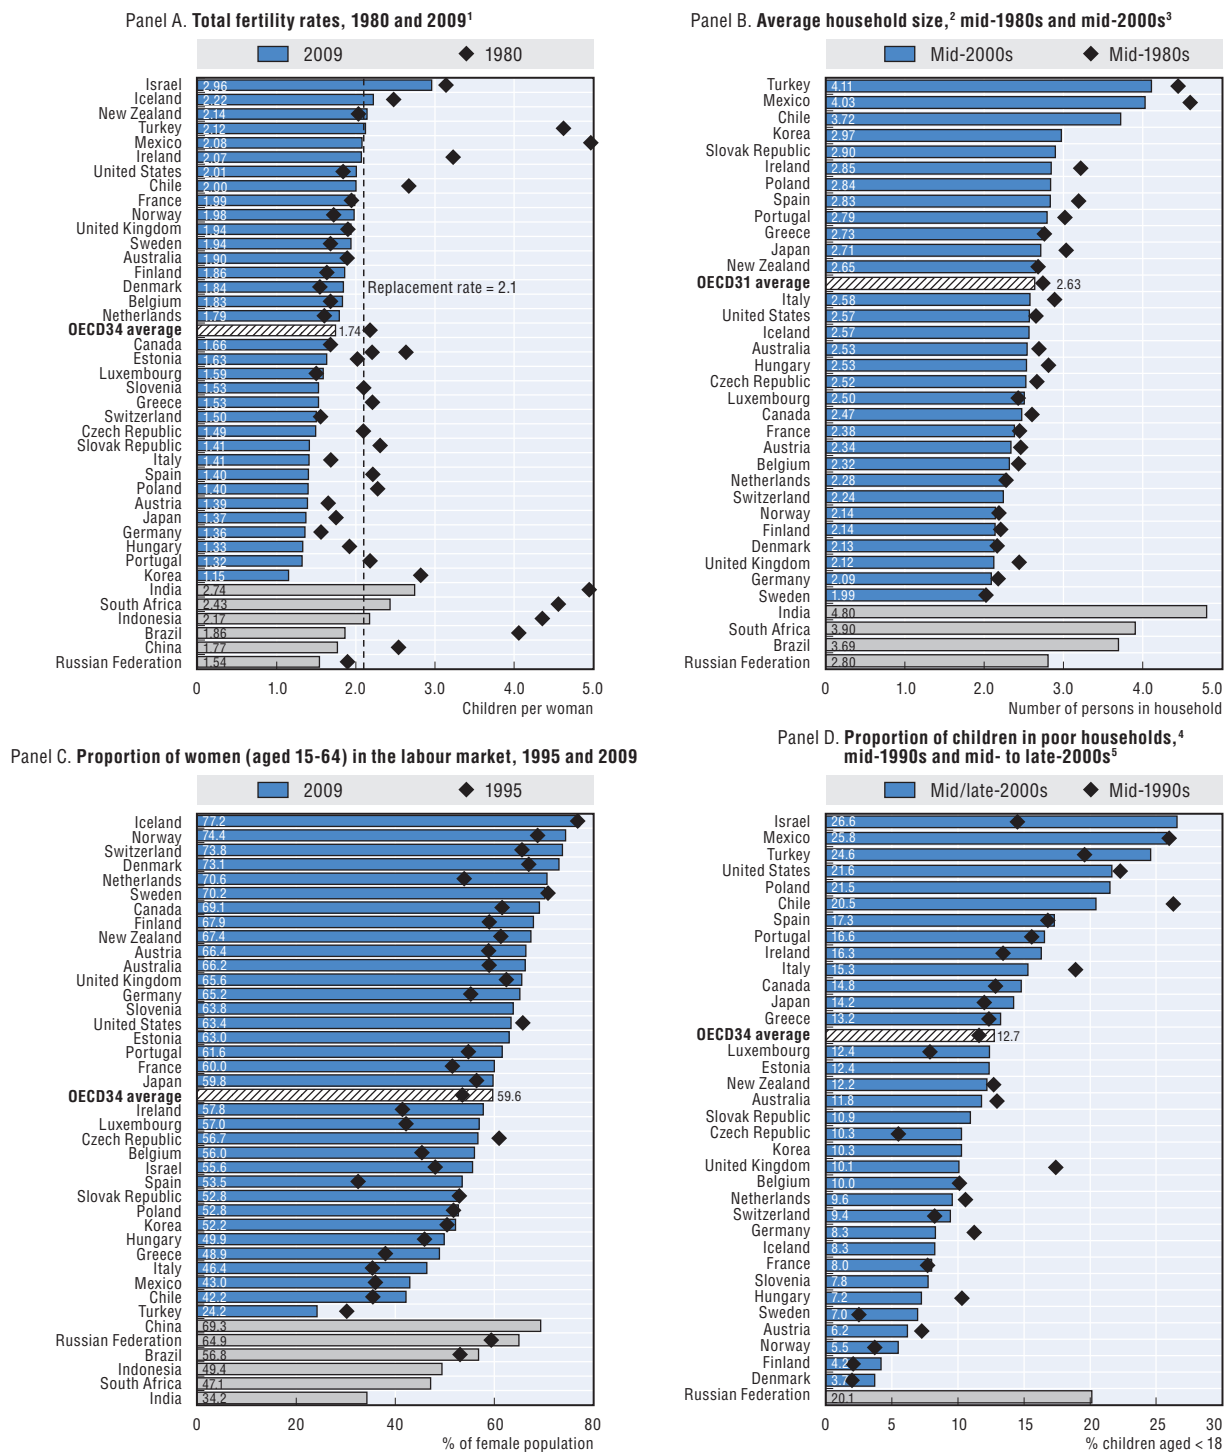 Panel A. Total fertility rates, 1980 and 2009¹
2009 1980
Israel 2.96
Iceland 2.22
New Zealand 2.14
Turkey 2.12
Mexico 2.08
Ireland 2.07
United States 2.01
Chile 2.00
France 1.99
Norway 1.98
United Kingdom 1.94
Sweden 1.94
Australia 1.90
Finland 1.86
Denmark 1.84
Replacement rate = 2.1
Belgium 1.83
Netherlands 1.79
OECD34 average 1.74
Canada 1.66
Estonia 1.63
Luxembourg 1.59
Slovenia 1.53
Greece 1.53
Switzerland 1.50
Czech Republic 1.49
Slovak Republic 1.41
Italy 1.41
Spain 1.40
Poland 1.40
Austria 1.39
Japan 1.37
Germany 1.36
Hungary 1.33
Portugal 1.32
Korea 1.15
India 2.74
South Africa 2.43
Indonesia 2.17
Brazil 1.86
China 1.77
Russian Federation 1.54
0 1.0 2.0 3.0 4.0 5.0
Children per woman
Panel B. Average household size,² mid-1980s and mid-2000s³
Mid-2000s Mid-1980s
Turkey 4.11
Mexico 4.03
Chile 3.72
Korea 2.97
Slovak Republic 2.90
Ireland 2.85
Poland 2.84
Spain 2.83
Portugal 2.79
Greece 2.73
Japan 2.71
New Zealand 2.65
OECD31 average 2.63
Italy 2.58
United States 2.57
Iceland 2.57
Australia 2.53
Hungary 2.53
Czech Republic 2.52
Luxembourg 2.50
Canada 2.47
France 2.38
Austria 2.34
Belgium 2.32
Netherlands 2.28
Switzerland 2.24
Norway 2.14
Finland 2.14
Denmark 2.13
United Kingdom 2.12
Germany 2.09
Sweden 1.99
India 4.80
South Africa 3.90
Brazil 3.69
Russian Federation 2.80
0 1.0 2.0 3.0 4.0 5.0
Number of persons in household
Panel C. Proportion of women (aged 15-64) in the labour market, 1995 and 2009
2009 1995
Iceland 77.2
Norway 74.4
Switzerland 73.8
Denmark 73.1
Netherlands 70.6
Sweden 70.2
Canada 69.1
Finland 67.9
New Zealand 67.4
Austria 66.4
Australia 66.2
United Kingdom 65.6
Germany 65.2
Slovenia 63.8
United States 63.4
Estonia 63.0
Portugal 61.6
France 60.0
Japan 59.8
OECD34 average 59.6
Ireland 57.8
Luxembourg 57.0
Czech Republic 56.7
Belgium 56.0
Israel 55.6
Spain 53.5
Slovak Republic 52.8
Poland 52.8
Korea 52.2
Hungary 49.9
Greece 48.9
Italy 46.4
Mexico 43.0
Chile 42.2
Turkey 24.2
China 69.3
Russian Federation 64.9
Brazil 56.8
Indonesia 49.4
South Africa 47.1
India 34.2
0 20 40 60 80
% of female population
Panel D. Proportion of children in poor households,⁴
mid-1990s and mid- to late-2000s⁵
Mid/late-2000s Mid-1990s
Israel 26.6
Mexico 25.8
Turkey 24.6
United States 21.6
Poland 21.5
Chile 20.5
Spain 17.3
Portugal 16.6
Ireland 16.3
Italy 15.3
Canada 14.8
Japan 14.2
Greece 13.2
OECD34 average 12.7
Luxembourg 12.4
Estonia 12.4
New Zealand 12.2
Australia 11.8
Slovak Republic 10.9
Czech Republic 10.3
Korea 10.3
United Kingdom 10.1
Belgium 10.0
Netherlands 9.6
Switzerland 9.4
Germany 8.3
Iceland 8.3
France 8.0
Slovenia 7.8
Hungary 7.2
Sweden 7.0
Austria 6.2
Norway 5.5
Finland 4.2
Denmark 3.7
Russian Federation 20.1
0 5 10 15 20 25 30
% children aged < 18